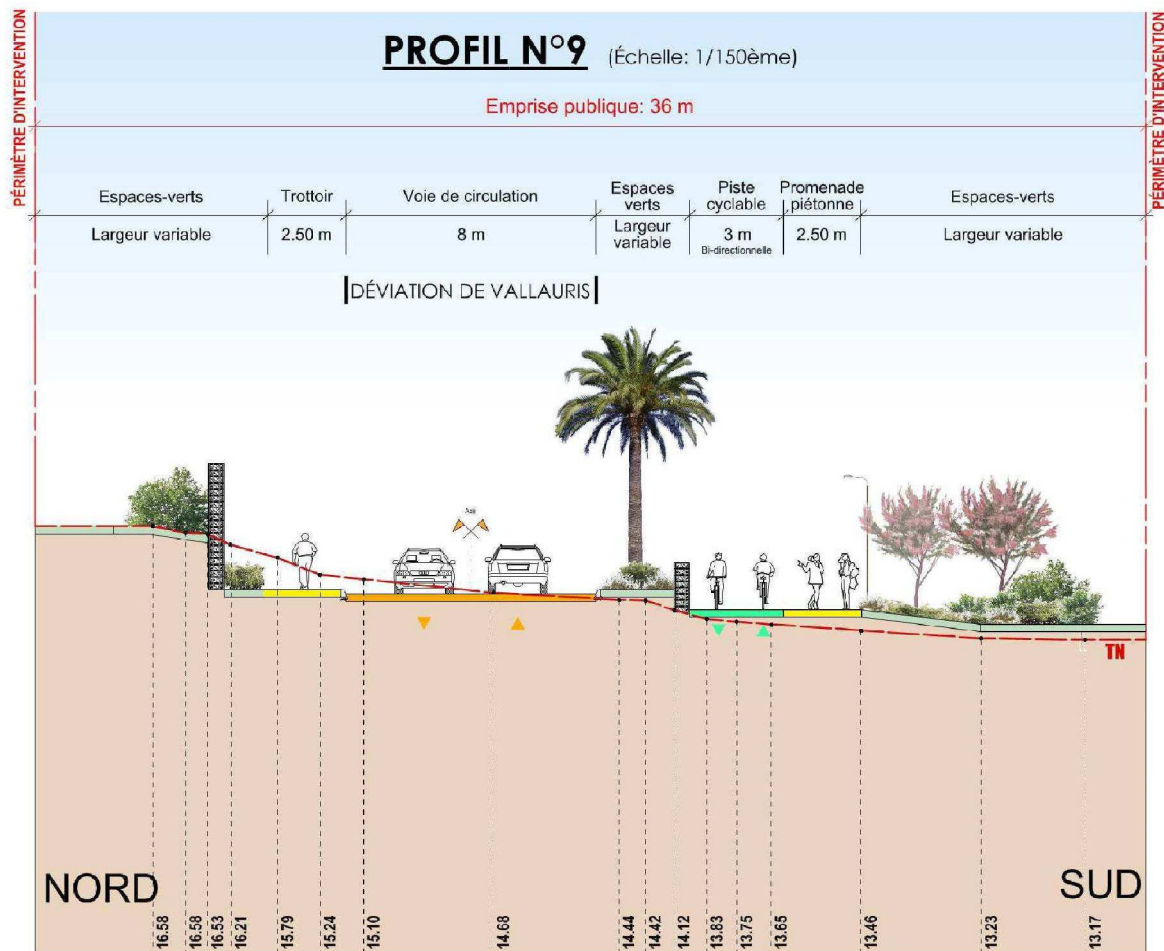 PROFIL N°9 (Échelle: 1/150ème)
Emprise publique: 36 m
PÉRIMÈTRE D'INTERVENTION
PÉRIMÈTRE D'INTERVENTION
Espaces-verts
Largeur variable
Trottoir
2.50 m
Voie de circulation
8 m
Espaces
verts
Largeur
variable
Piste
cyclable
3 m
Bi-directionnelle
Promenade
piétonne
2.50 m
Espaces-verts
Largeur variable
DÉVIATION DE VALLAURIS
Axe
TN
NORD
SUD
16.58
16.58
16.53
16.21
15.79
15.24
15.10
14.68
14.44
14.42
14.12
13.83
13.75
13.65
13.46
13.23
13.17